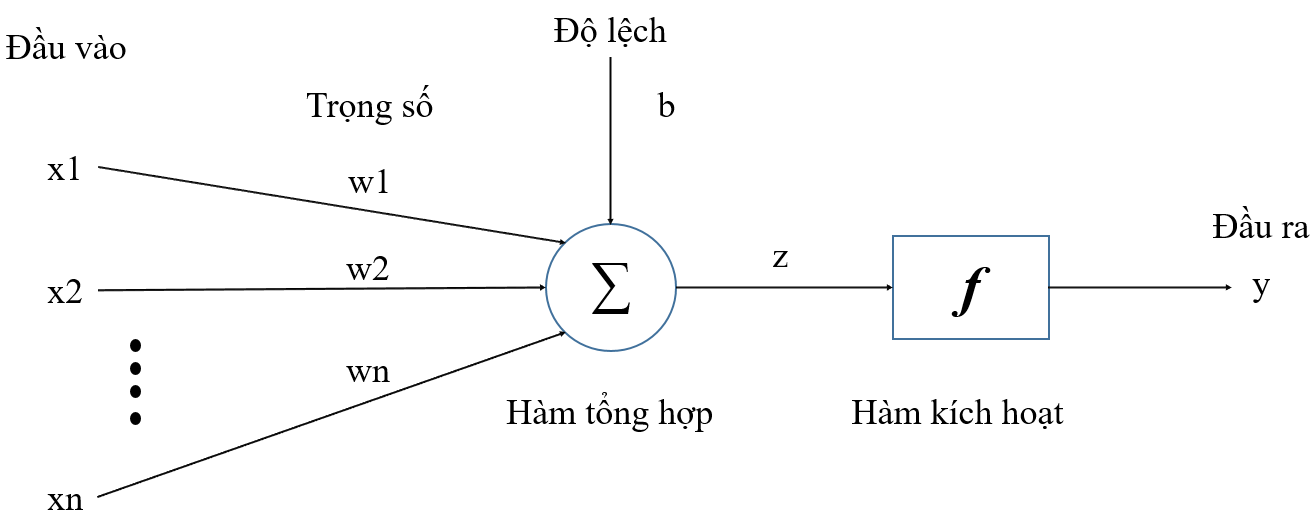 Độ lệch
Đầu vào
Trọng số
b
x1
w1
Đầu ra
w2
z
x2
∑
f
y
wn
Hàm tổng hợp
Hàm kích hoạt
xn